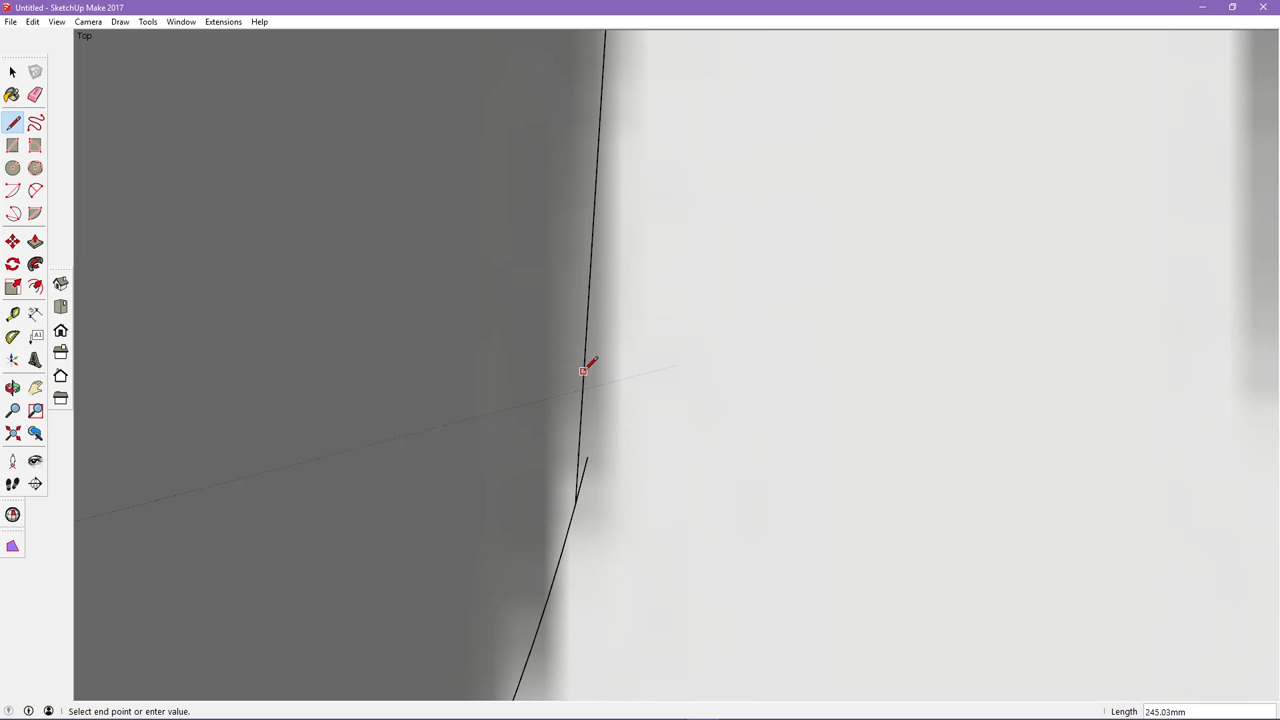 Untitled - SketchUp Make 2017
File Edit View Camera Draw Tools Window Extensions Help
Top
AI
Select end point or enter value.
Length 245.03mm